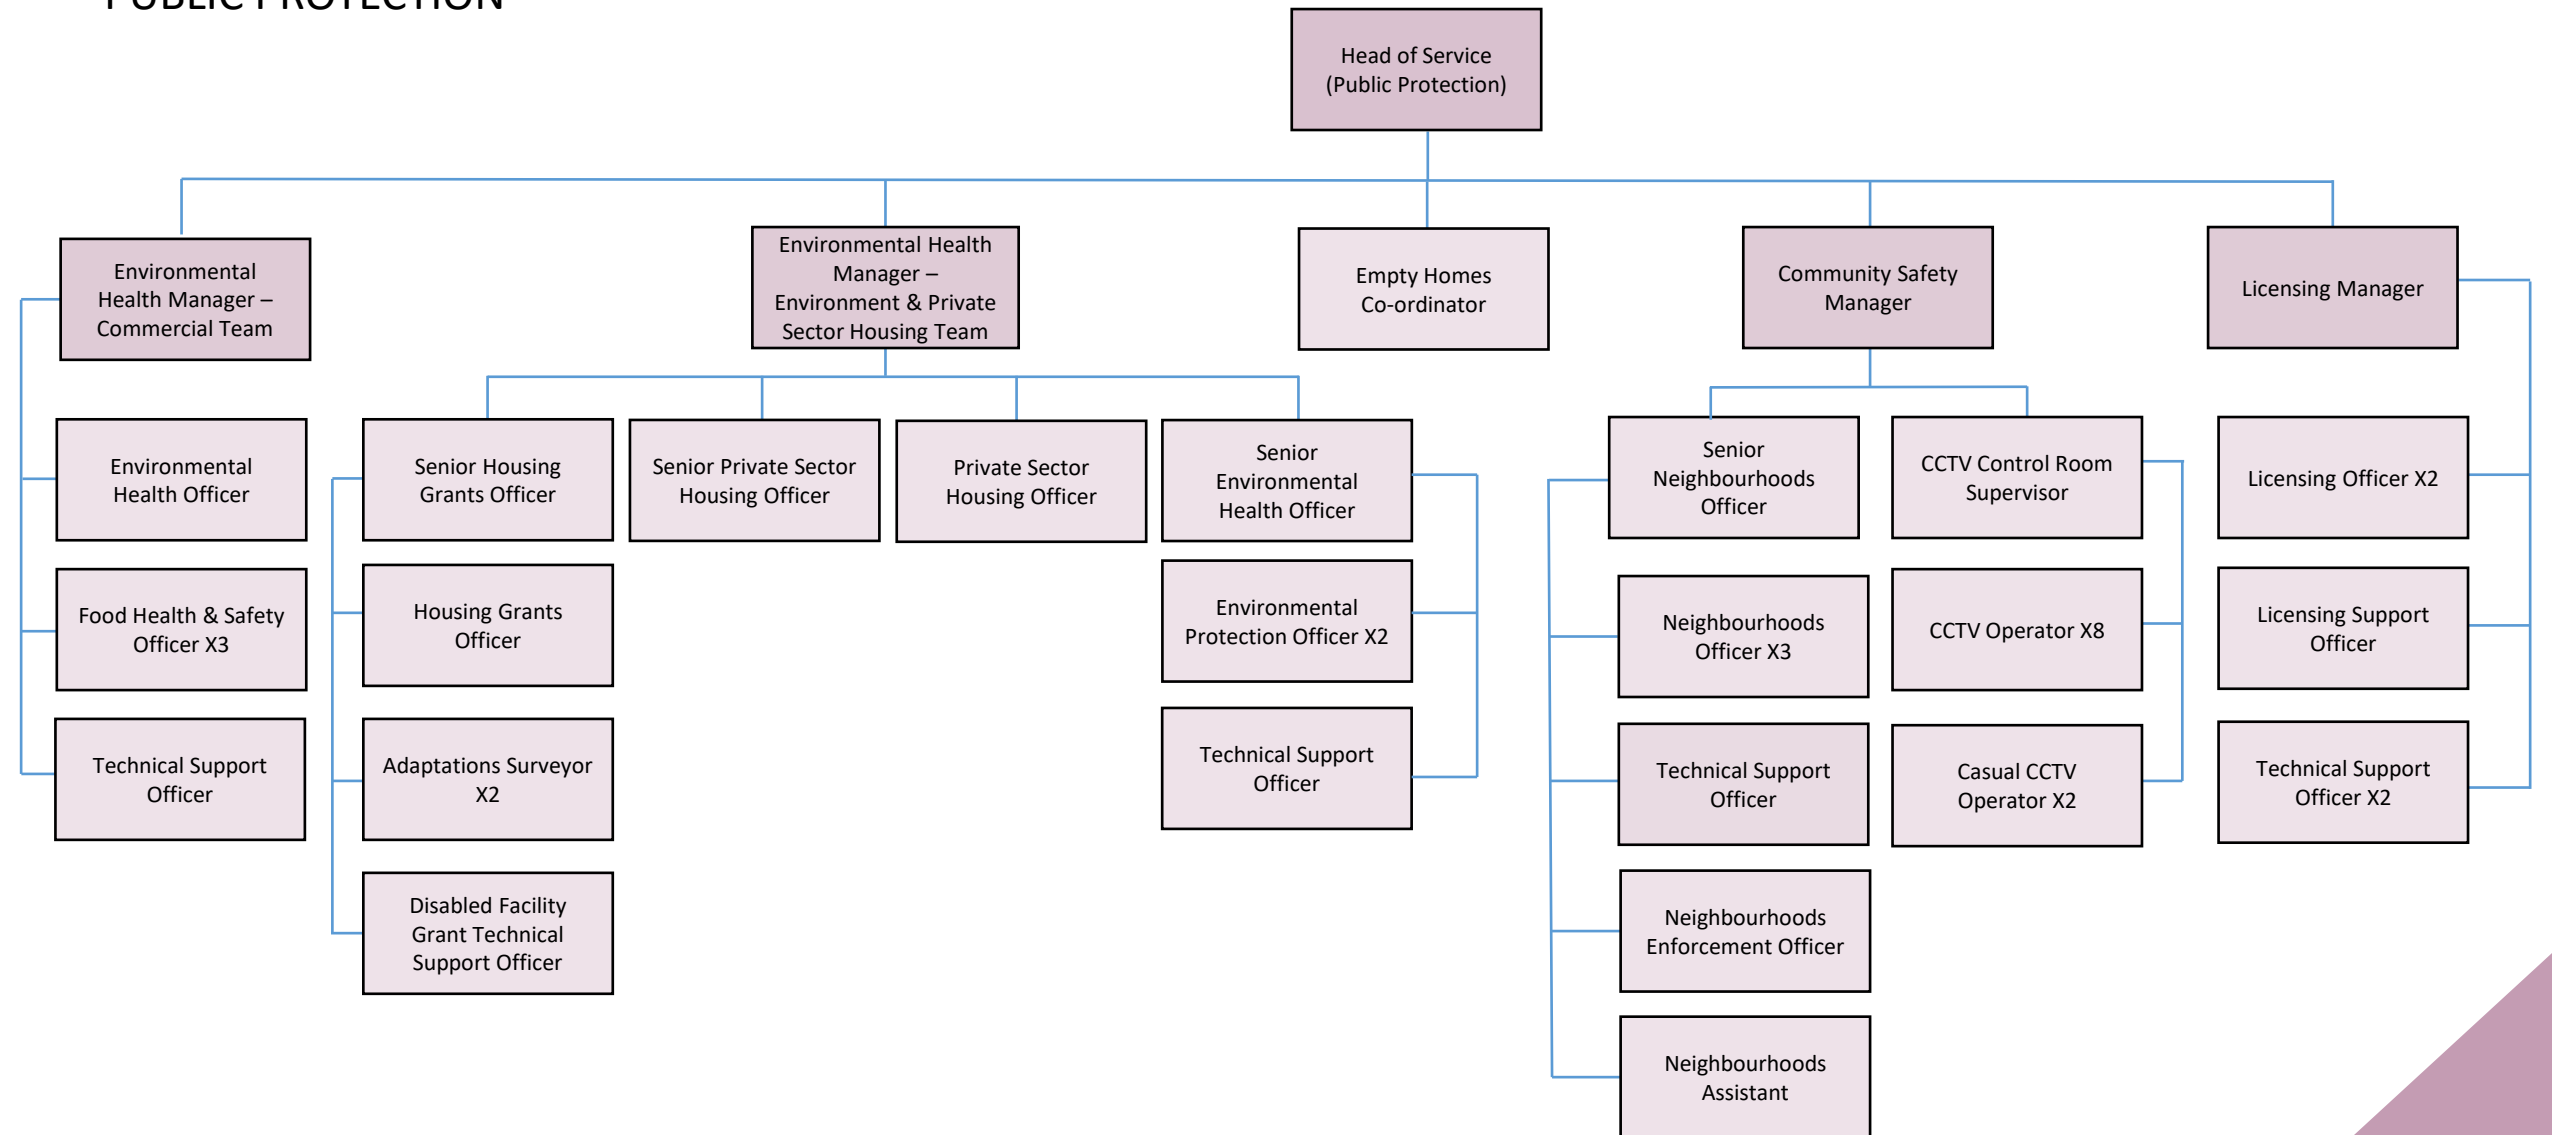 PUBLIC PROTECTION
Head of Service
(Public Protection)
Environmental
Health Manager –
Commercial Team
Environmental Health
Manager –
Environment & Private
Sector Housing Team
Empty Homes
Co-ordinator
Community Safety
Manager
Licensing Manager
Environmental
Health Officer
Senior Housing
Grants Officer
Senior Private Sector
Housing Officer
Private Sector
Housing Officer
Senior
Environmental
Health Officer
Senior
Neighbourhoods
Officer
CCTV Control Room
Supervisor
Licensing Officer X2
Food Health & Safety
Officer X3
Housing Grants
Officer
Environmental
Protection Officer X2
Neighbourhoods
Officer X3
CCTV Operator X8
Licensing Support
Officer
Technical Support
Officer
Adaptations Surveyor
X2
Technical Support
Officer
Technical Support
Officer
Casual CCTV
Operator X2
Technical Support
Officer X2
Disabled Facility
Grant Technical
Support Officer
Neighbourhoods
Enforcement Officer
Neighbourhoods
Assistant